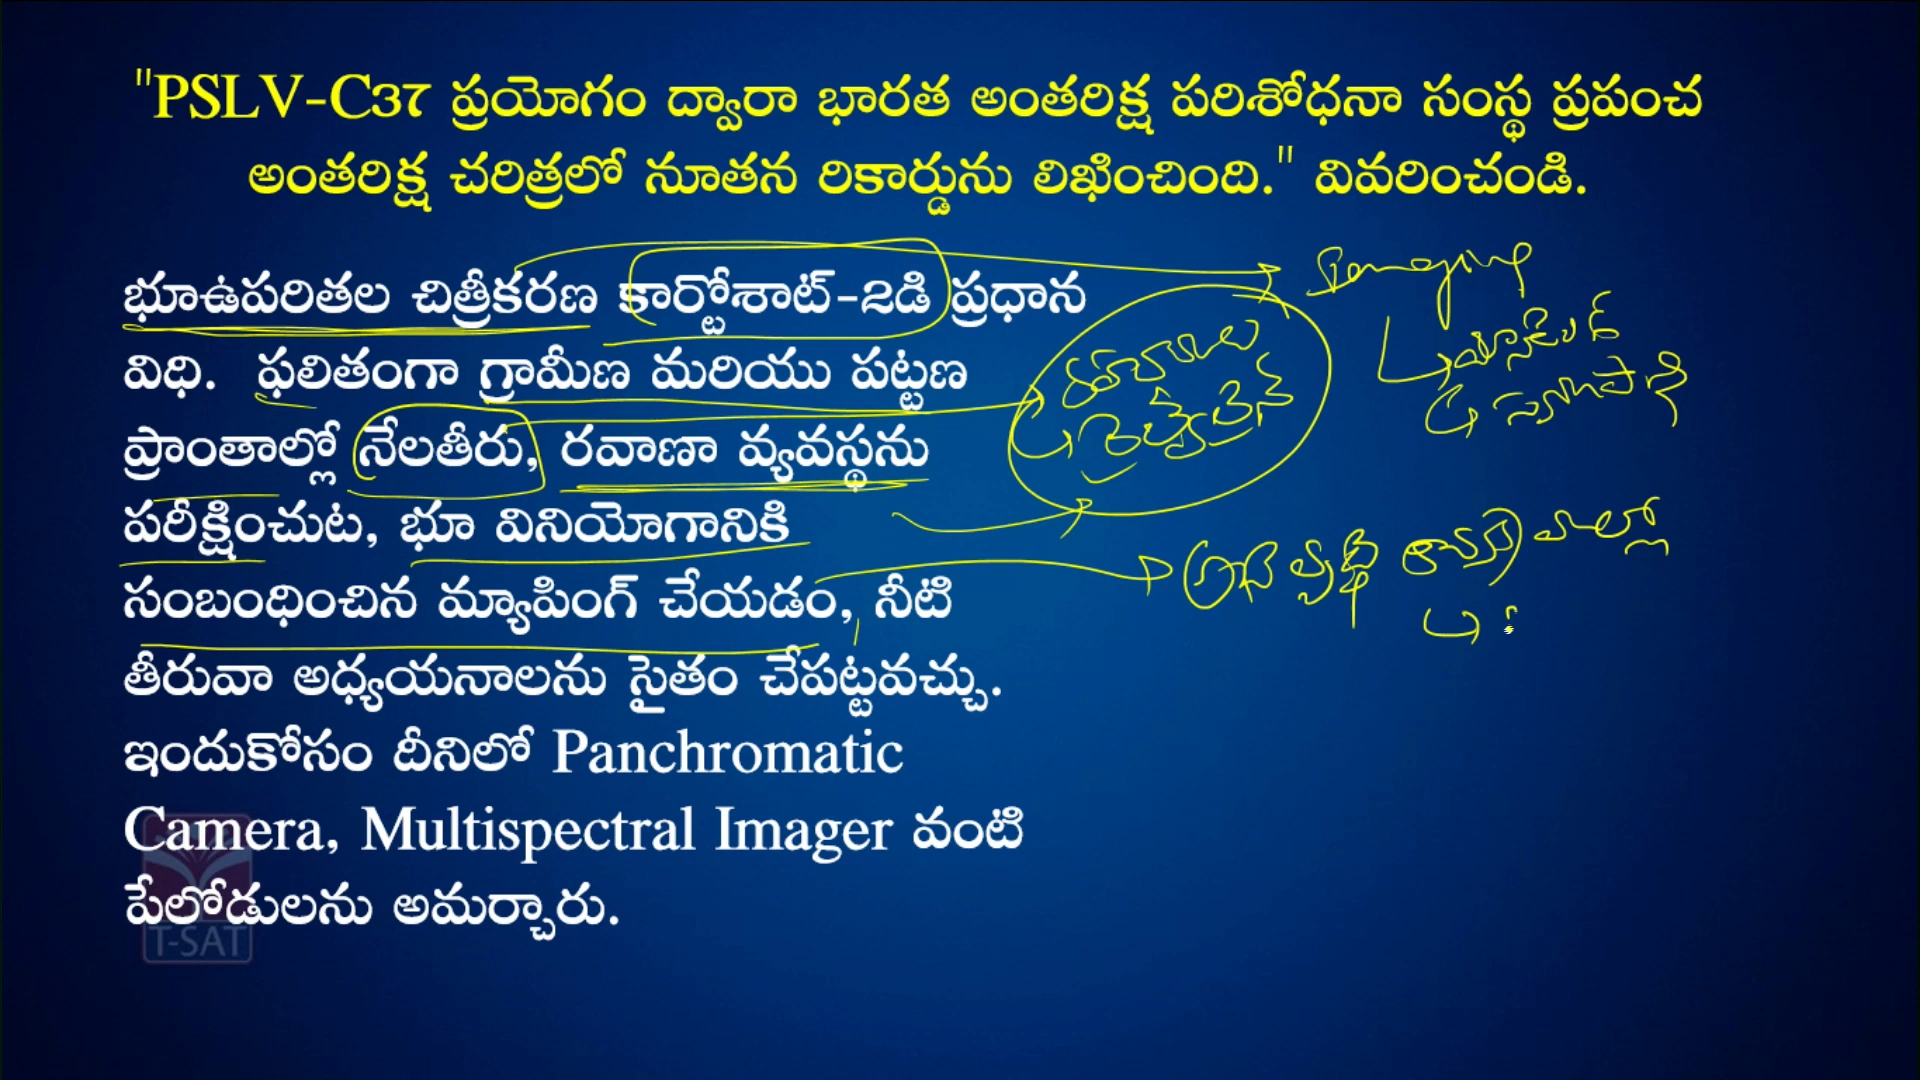 "PSLV-C37 ప్రయోగం ద్వారా భారత అంతరిక్ష పరిశోధనా సంస్థ ప్రపంచ
అంతరిక్ష చరిత్రలో నూతన రికార్డును లిఖించింది." వివరించండి.
భూఉపరితల చిత్రీకరణ కార్టోశాట్-2డి ప్రధాన
విధి. ఫలితంగా గ్రామీణ మరియు పట్టణ
ప్రాంతాల్లో నేలతీరు, రవాణా వ్యవస్థను
పరీక్షించుట, భూ వినియోగానికి
సంబంధించిన మ్యాపింగ్ చేయడం, నీటి
తీరువా అధ్యయనాలను సైతం చేపట్టవచ్చు.
ఇందుకోసం దీనిలో Panchromatic
Camera, Multispectral Imager వంటి
పేలోడులను అమర్చారు.
T-SAT